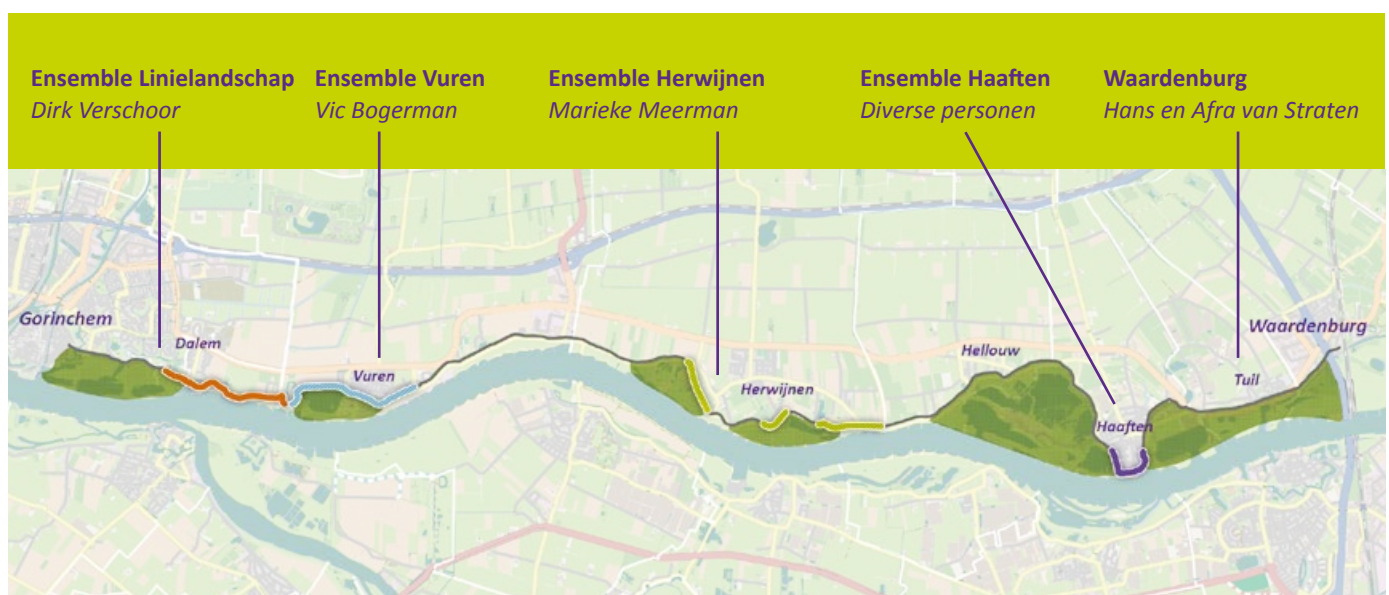 Ensemble Linielandschap
Dirk Verschoor
Ensemble Vuren
Vic Bogerman
Ensemble Herwijnen
Marieke Meerman
Ensemble Haaften
Diverse personen
Waardenburg
Hans en Afra van Straten
Gorinchem
Dalem
Vuren
Herwijnen
Hellouw
Haaften
Waardenburg
Tuil